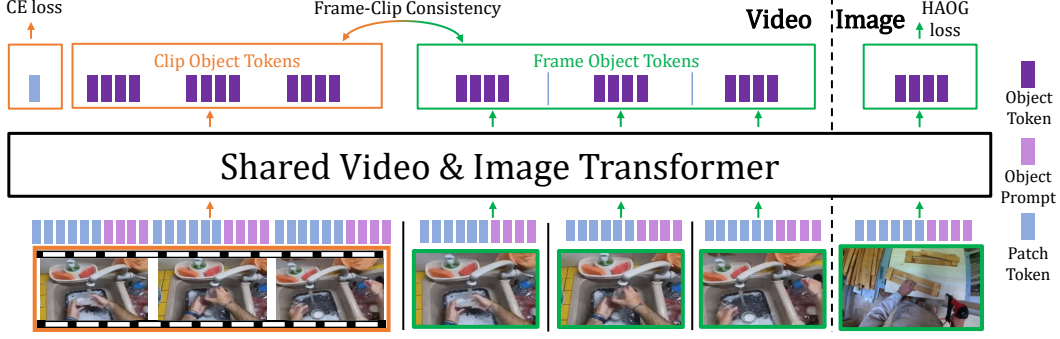 CE loss
Frame-Clip Consistency
Video
Image
HAOG
loss
Clip Object Tokens
Frame Object Tokens
Object
Token
Shared Video & Image Transformer
Object
Prompt
Patch
Token